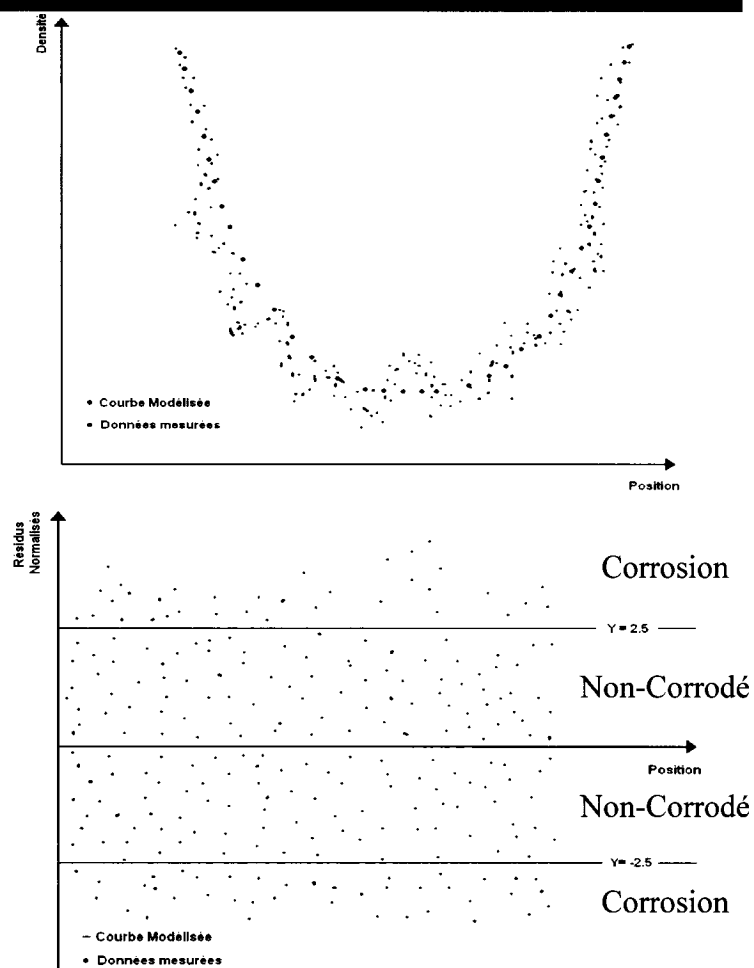 Densité
• Courbe Modélisée
• Données mesurées
Position
Résidus
Normalisés
Corrosion
Y = 2.5
Non-Corrodé
Position
Non-Corrodé
Y= -2.5
Corrosion
– Courbe Modélisée
• Données mesurées